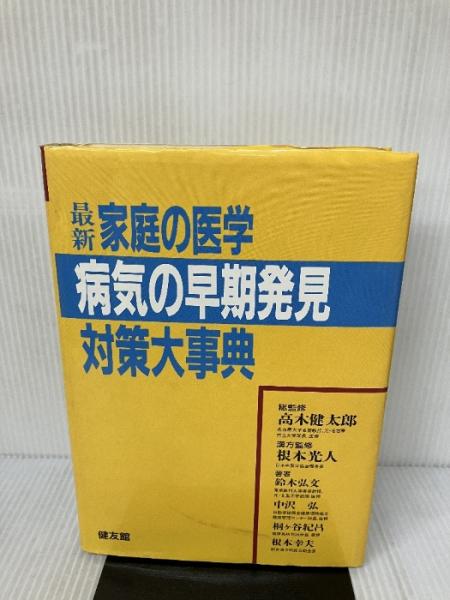 最新 家庭の医学
病気の早期発見
対策大事典
総監修
高木健太郎
漢方監修
根本光人
著者
鈴木弘文
中沢 弘
桐ヶ谷紀昌
根本幸夫
健友館